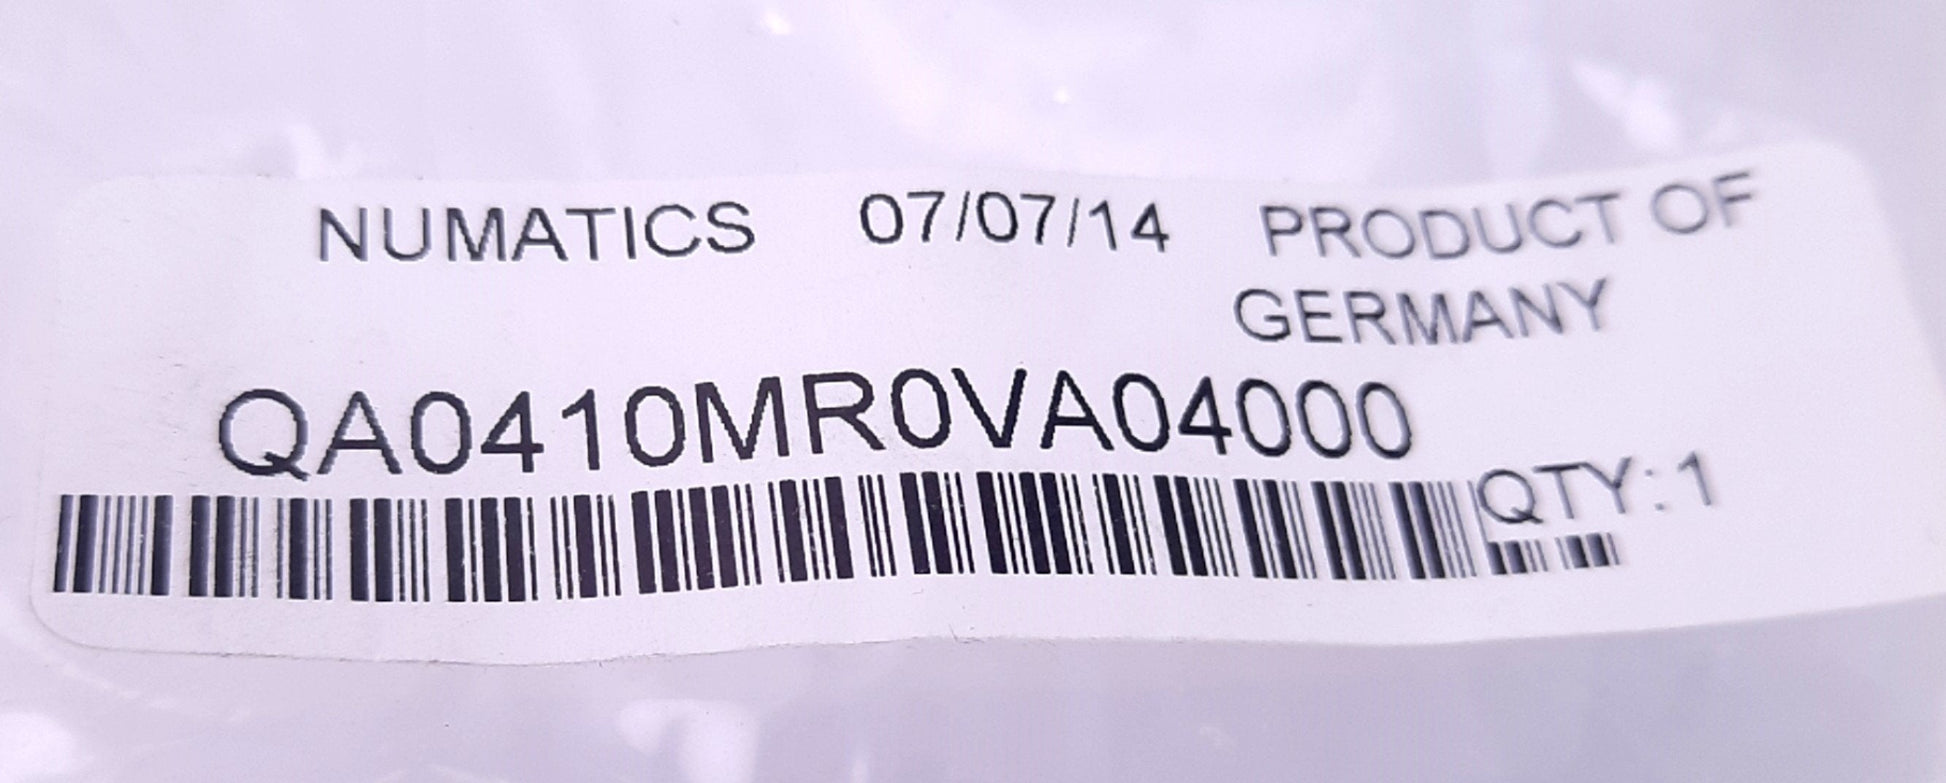 NUMATICS 07/07/14 PRODUCT OF
GERMANY
QA0410MR0VA04000
QTY:1